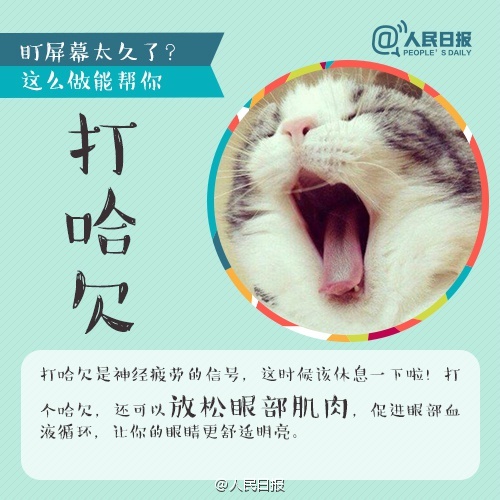 盯屏幕太久了?
这么做能帮你
@人民日报
PEOPLE'S DAILY
打
哈
欠
打哈欠是神经疲劳的信号，这时候该休息一下啦！打
个哈欠，还可以放松眼部肌肉，促进眼部血
液循环，让你的眼睛更舒适明亮。
@人民日报